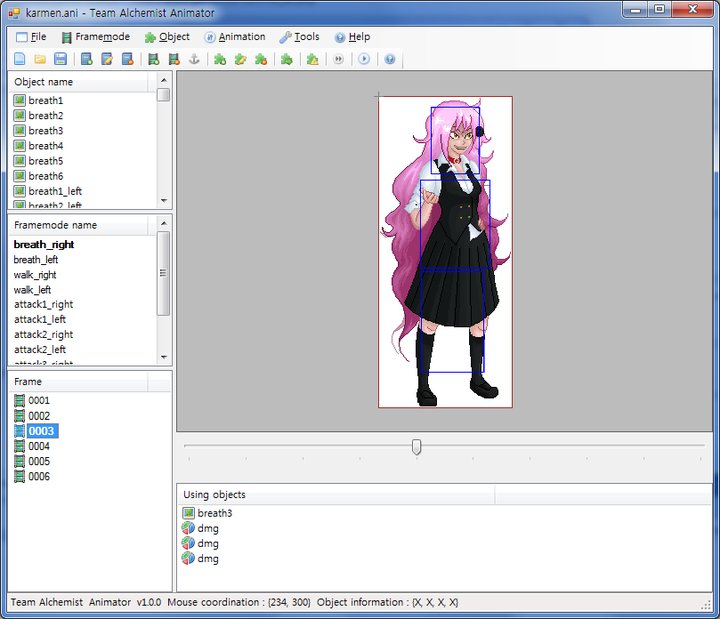 karmen.ani - Team Alchemist Animator
File Framemode Object Animation Tools Help
Object name
breath1
breath2
breath3
breath4
breath5
breath6
breath1_left
breath2_left
Framemode name
breath_right
breath_left
walk_right
walk_left
attack1_right
attack1_left
attack2_right
attack2_left
attack3_right
Frame
0001
0002
0003
0004
0005
0006
Using objects
breath3
dmg
dmg
dmg
Team Alchemist Animator v1.0.0 Mouse coordination : {234, 300} Object information : {X, X, X, X}